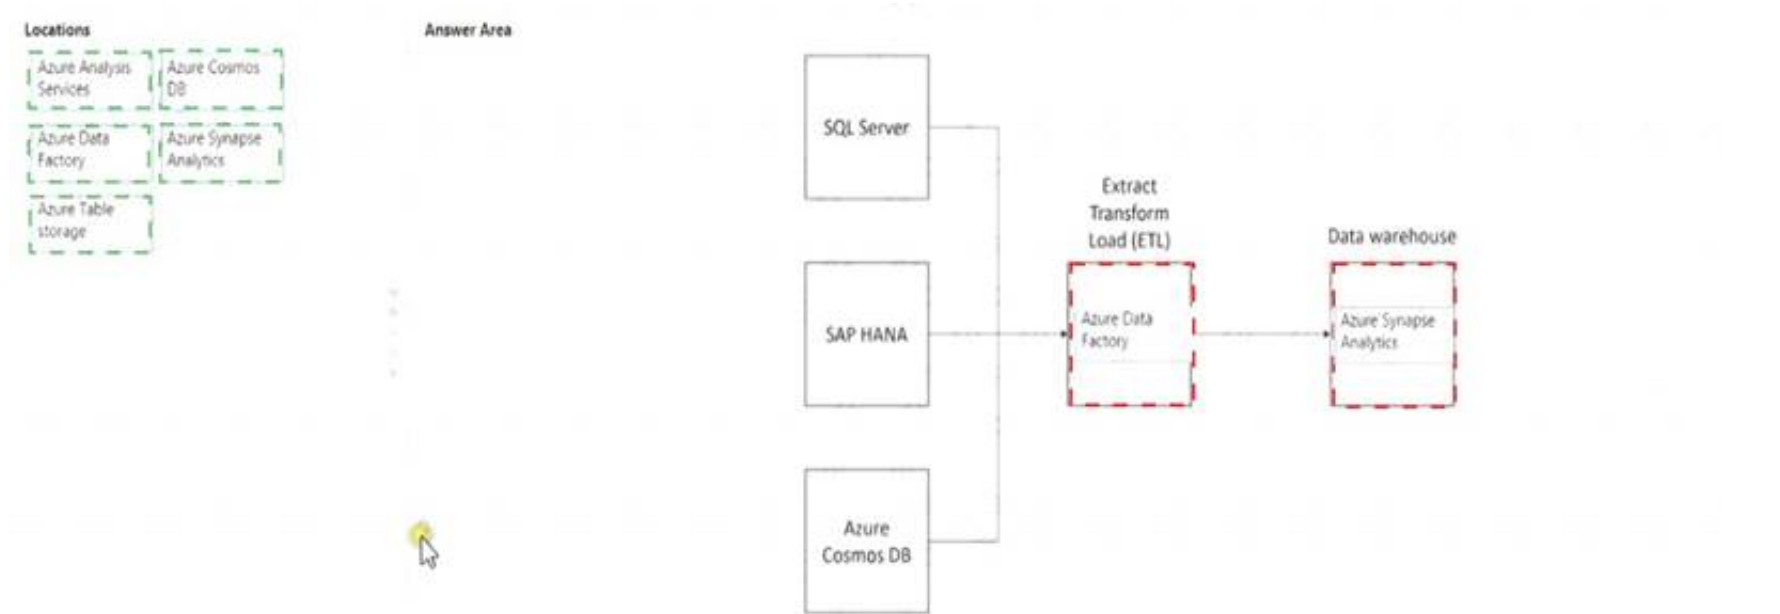 Locations
Answer Area
Azure Analysis
Services
Azure Cosmos
DB
Azure Data
Factory
Azure Synapse
Analytics
Azure Table
storage
SQL Server
SAP HANA
Azure
Cosmos DB
Extract
Transform
Load (ETL)
Azure Data
Factory
Data warehouse
Azure Synapse
Analytics